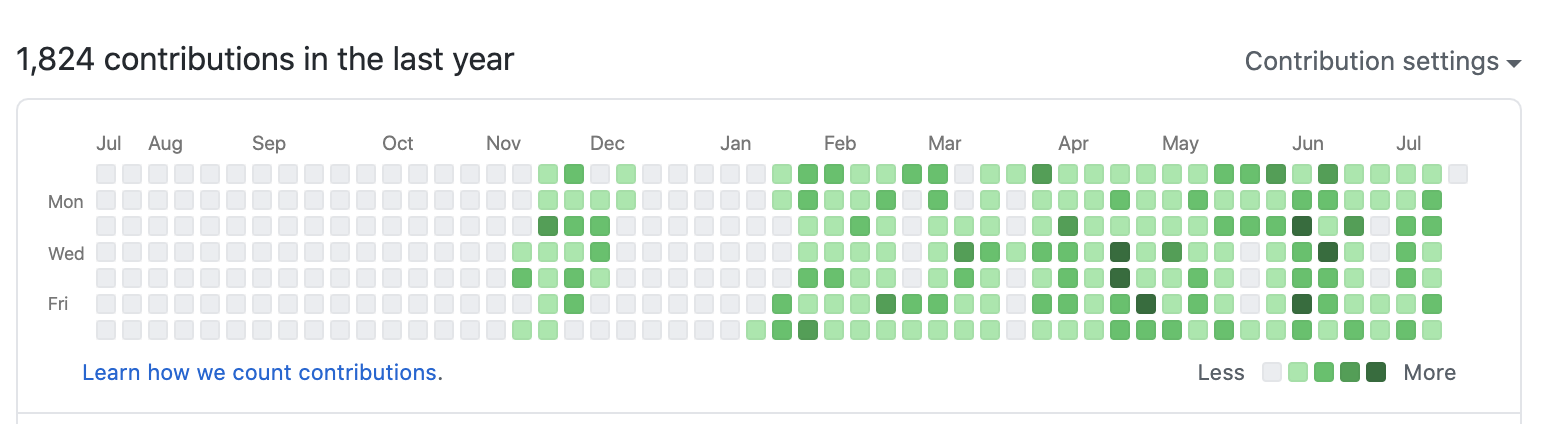 1,824 contributions in the last year
Contribution settings
Jul Aug Sep Oct Nov Dec Jan Feb Mar Apr May Jun Jul
Mon
Wed
Fri
Learn how we count contributions.
Less More